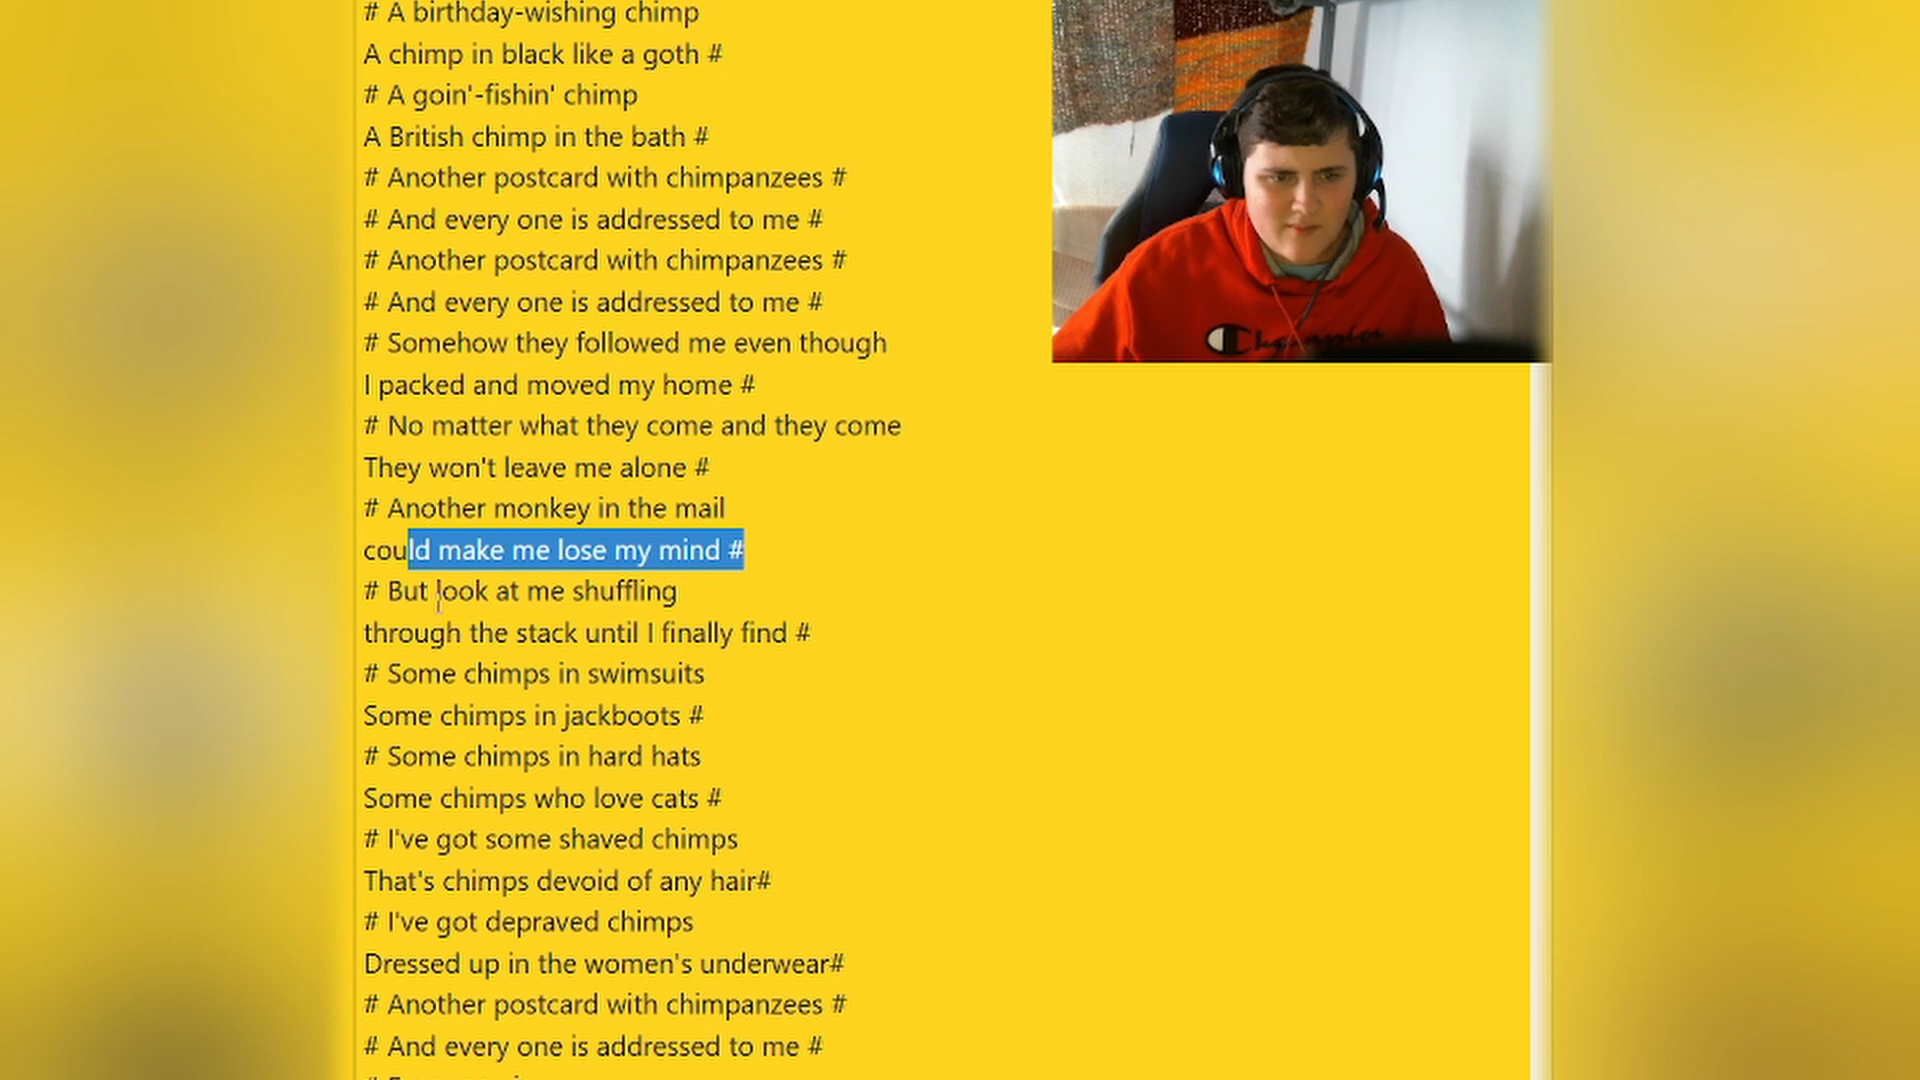 # A birthday-wishing chimp
A chimp in black like a goth #
# A goin'-fishin' chimp
A British chimp in the bath #
# Another postcard with chimpanzees #
# And every one is addressed to me #
# Another postcard with chimpanzees #
# And every one is addressed to me #
# Somehow they followed me even though
I packed and moved my home #
# No matter what they come and they come
They won't leave me alone #
# Another monkey in the mail
could make me lose my mind #
# But look at me shuffling
through the stack until I finally find #
# Some chimps in swimsuits
Some chimps in jackboots #
# Some chimps in hard hats
Some chimps who love cats #
# I've got some shaved chimps
That's chimps devoid of any hair#
# I've got depraved chimps
Dressed up in the women's underwear#
# Another postcard with chimpanzees #
# And every one is addressed to me #
Champion